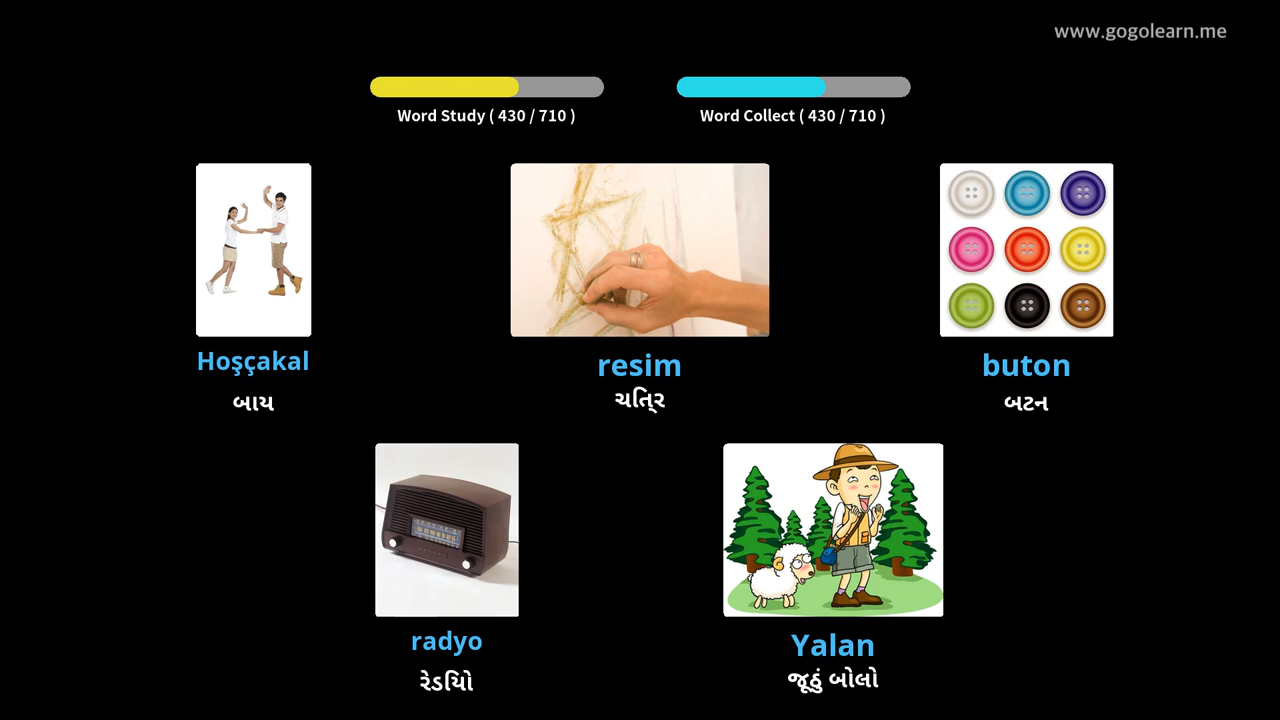 www.gogolearn.me
Word Study ( 430 / 710 )
Word Collect ( 430 / 710 )
Hoşçakal
resim
buton
બાય
ચિત્ર
બટન
radyo
Yalan
રેડિયો
જૂઠું બોલો